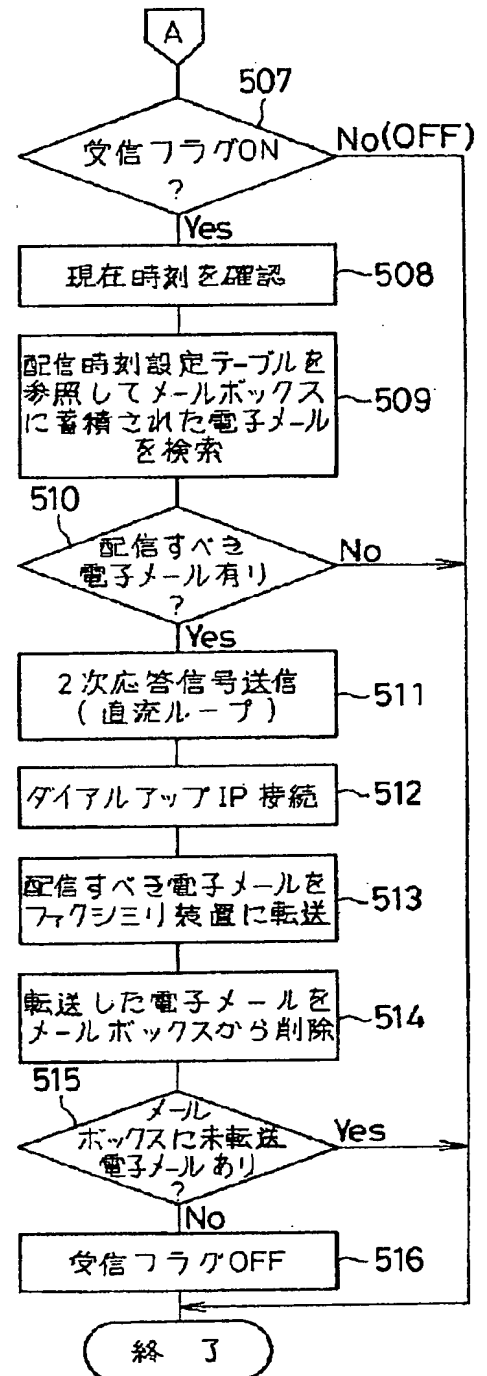 A
507
受信フラグON
?
No(OFF)
Yes
現在時刻を確認
508
配信時刻設定テーブルを
参照してメールボックス
に蓄積された電子メール
を検索
509
510
配信すべき
電子メール有り
?
No
Yes
2次応答信号送信
(直流ループ)
511
ダイアルアップIP接続
512
配信すべき電子メールを
ファクシミリ装置に転送
513
転送した電子メールを
メールボックスから削除
514
515
メール
ボックスに未転送
電子メールあり
?
Yes
No
受信フラグOFF
516
終了